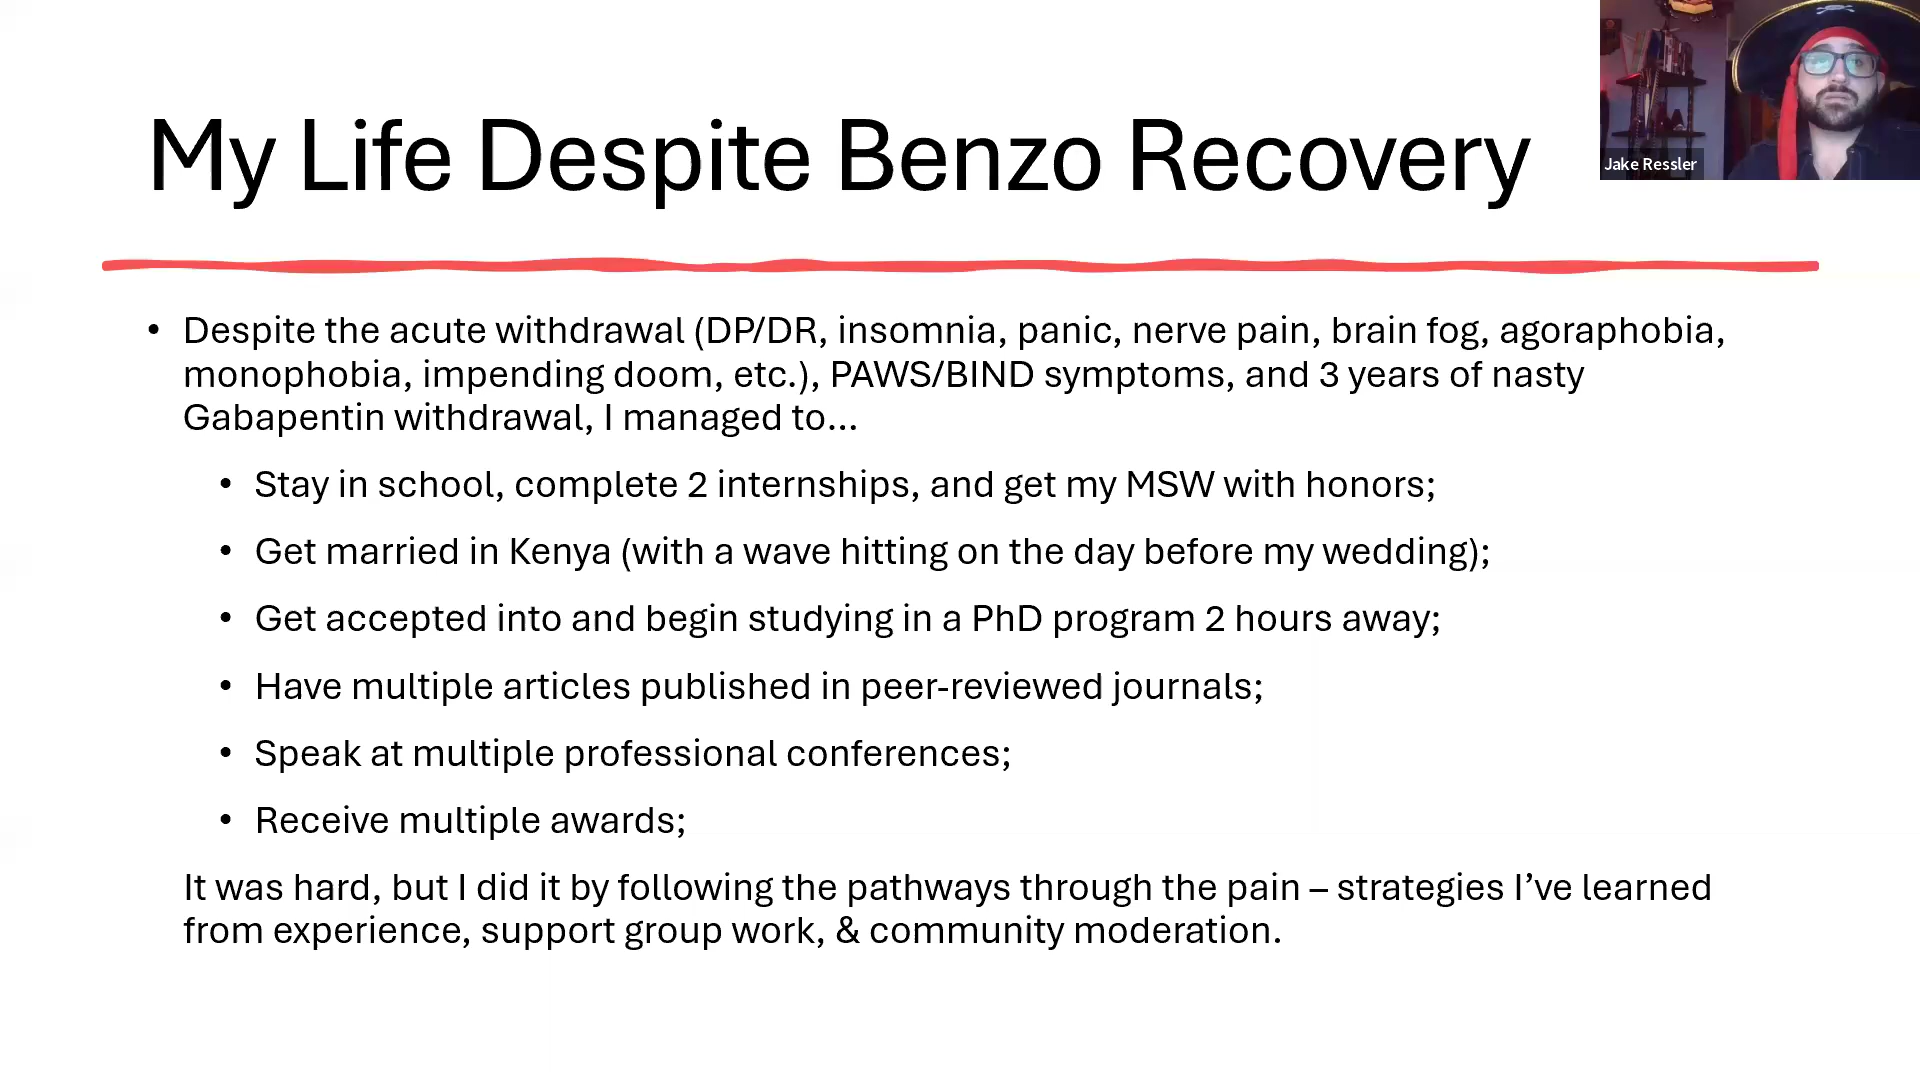 My Life Despite Benzo Recovery
Jake Ressler
• Despite the acute withdrawal (DP/DR, insomnia, panic, nerve pain, brain fog, agoraphobia,
monophobia, impending doom, etc.), PAWS/BIND symptoms, and 3 years of nasty
Gabapentin withdrawal, I managed to...
• Stay in school, complete 2 internships, and get my MSW with honors;
• Get married in Kenya (with a wave hitting on the day before my wedding);
• Get accepted into and begin studying in a PhD program 2 hours away;
• Have multiple articles published in peer-reviewed journals;
• Speak at multiple professional conferences;
• Receive multiple awards;
It was hard, but I did it by following the pathways through the pain – strategies I’ve learned
from experience, support group work, & community moderation.